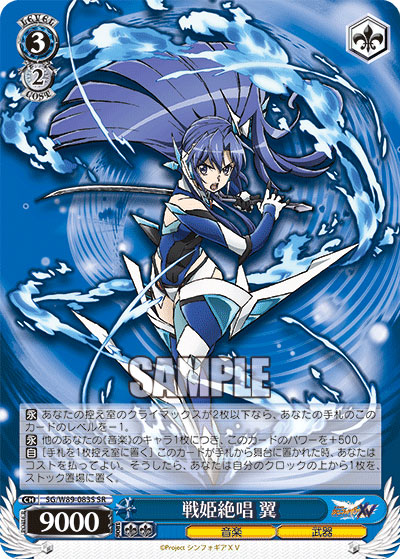 LEVEL
3
2
COST
SAMPLE
永 あなたの控え室のクライマックスが2枚以下なら、あなたの手札のこの
カードのレベルを－1。
永 他のあなたの《音楽》のキャラ1枚につき、このカードのパワーを＋500。
自 [手札を1枚控え室に置く] このカードが手札から舞台に置かれた時、あなたは
コストを払ってよい。そうしたら、あなたは自分のクロックの上から1枚を、
ストック置場に置く。
CH SG/W89-083S SR
9000
戦姫絶唱 翼
音楽
武器
XV
©Project シンフォギアＸＶ